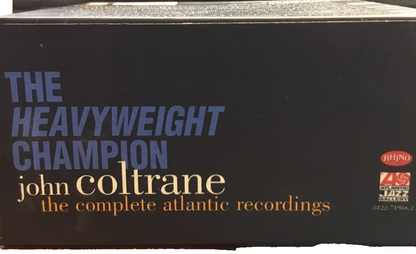 THE
HEAVYWEIGHT
CHAMPION
john coltrane
the complete atlantic recordings
RHINO
ATLANTIC
JAZZ
GALLERY